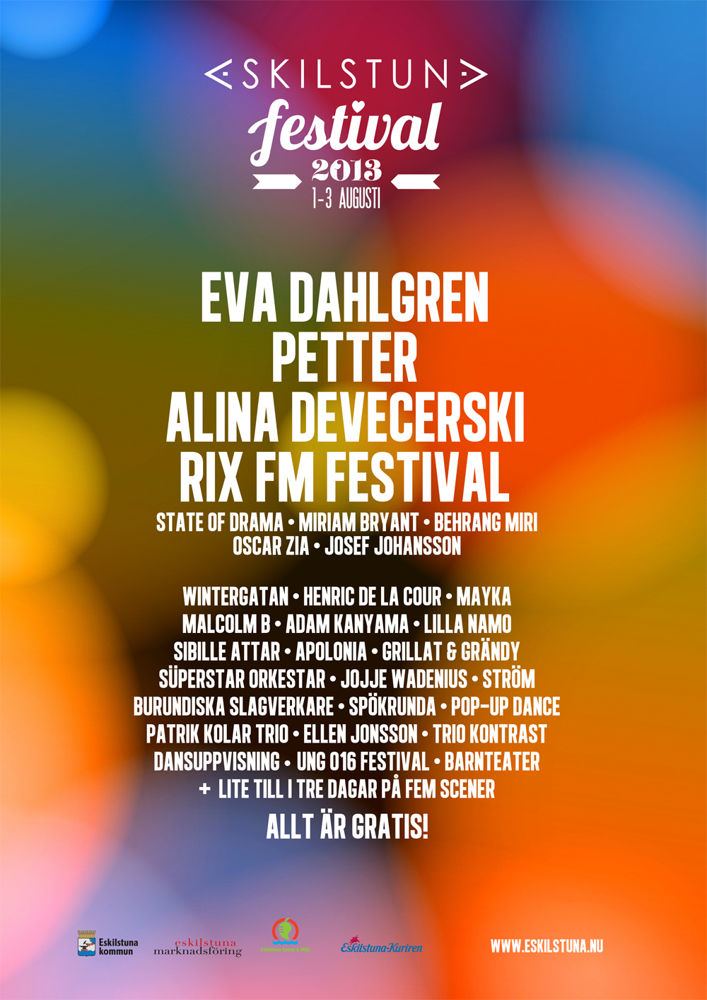 ESKILSTUNA
festival
2013
1-3 AUGUSTI
EVA DAHLGREN
PETTER
ALINA DEVECERSKI
RIX FM FESTIVAL
STATE OF DRAMA • MIRIAM BRYANT • BEHRANG MIRI
OSCAR ZIA • JOSEF JOHANSSON
WINTERGATAN • HENRIC DE LA COUR • MAYKA
MALCOLM B • ADAM KANYAMA • LILLA NAMO
SIBILLE ATTAR • APOLONIA • GRILLAT & GRÄNDY
SÜPERSTAR ORKESTAR • JOJJE WADENIUS • STRÖM
BURUNDISKA SLAGVERKARE • SPÖKRUNDA • POP-UP DANCE
PATRIK KOLAR TRIO • ELLEN JONSSON • TRIO KONTRAST
DANSUPPVISNING • UNG 016 FESTIVAL • BARNTEATER
+ LITE TILL I TRE DAGAR PÅ FEM SCENER
ALLT ÄR GRATIS!
Eskilstuna
kommun
eskilstuna
marknadsföring
Eskilstuna-Kuriren
WWW.ESKILSTUNA.NU